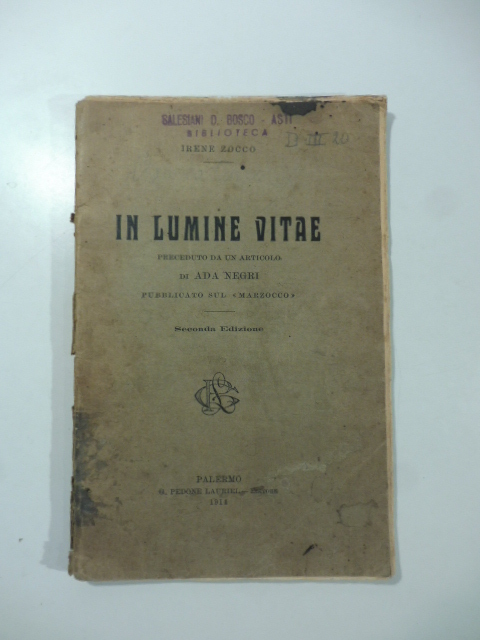 SALESIANI D. BOSCO - ASTI
BIBLIOTECA
D-III 20
IRENE ZOCCO
IN LUMINE VITAE
PRECEDUTO DA UN ARTICOLO
DI ADA NEGRI
PUBBLICATO SUL «MARZOCCO»
Seconda Edizione
PALERMO
G. PEDONE LAURIEL - EDITORE